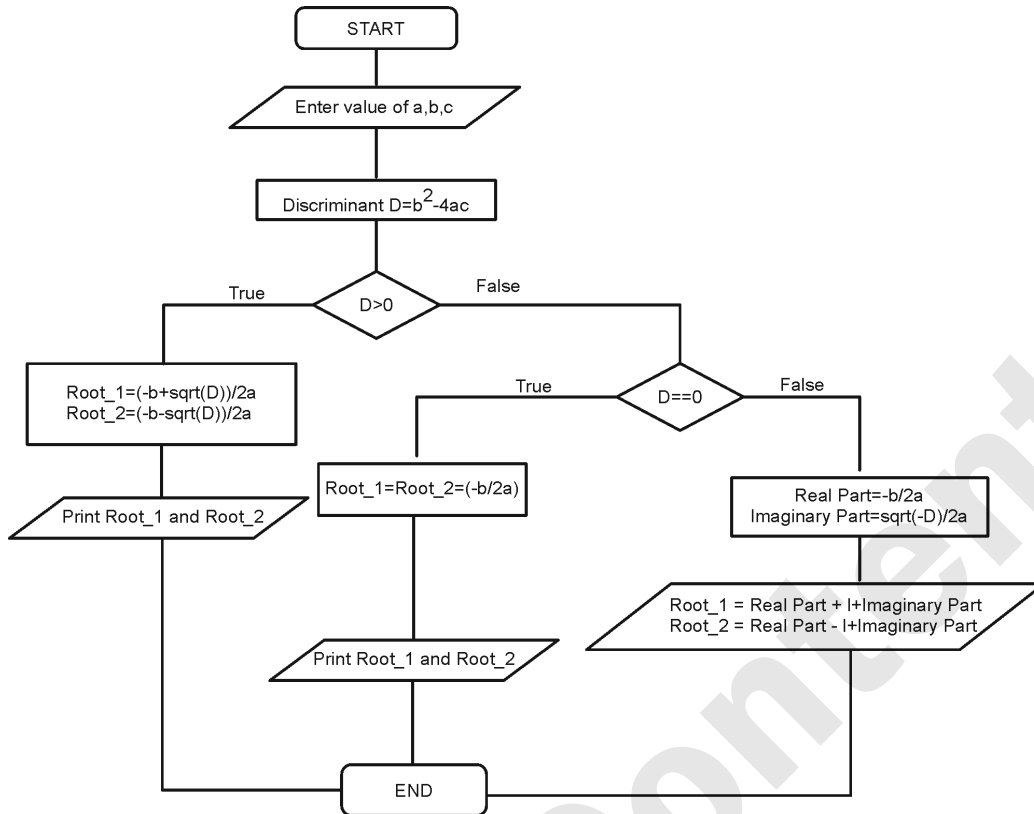 START
Enter value of a,b,c
Discriminant D=b²-4ac
D>0
True
False
Root_1=(-b+sqrt(D))/2a
Root_2=(-b-sqrt(D))/2a
Print Root_1 and Root_2
D==0
True
False
Root_1=Root_2=(-b/2a)
Print Root_1 and Root_2
Real Part=-b/2a
Imaginary Part=sqrt(-D)/2a
Root_1 = Real Part + I+Imaginary Part
Root_2 = Real Part - I+Imaginary Part
END
Content